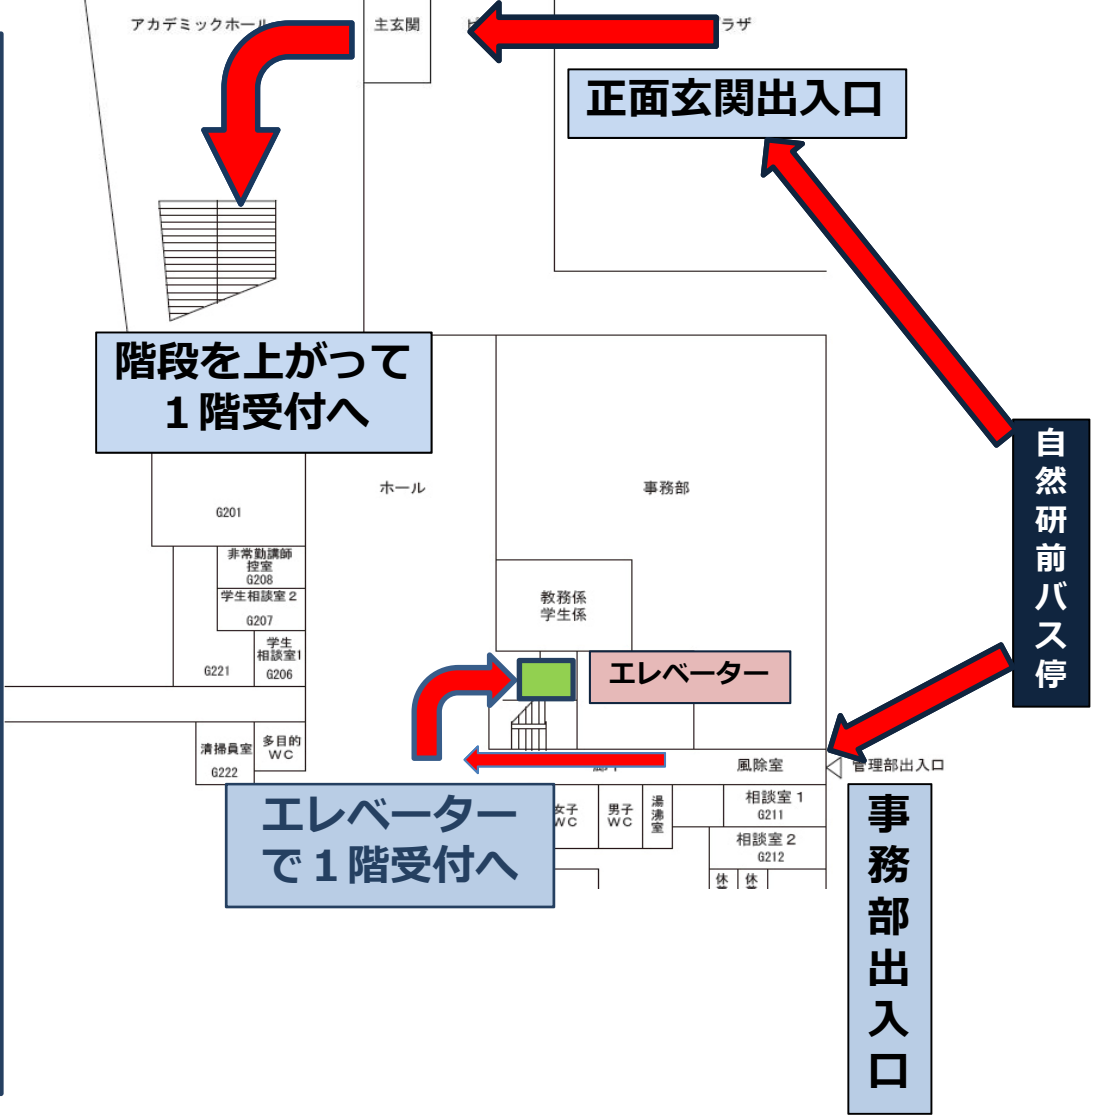 アカデミックホール
主玄関
ラザ
正面玄関出入口
階段を上がって
１階受付へ
自然研前バス停
ホール
事務部
G201
非常勤講師
控室
G208
学生相談室２
G207
学生
相談室1
G206
G221
教務係
学生係
エレベーター
清掃員室
G222
多目的
ＷＣ
風除室
管理部出入口
エレベーター
で１階受付へ
女子
ＷＣ
男子
ＷＣ
湯沸室
相談室１
G211
相談室２
G212
休
休
事務部出入口